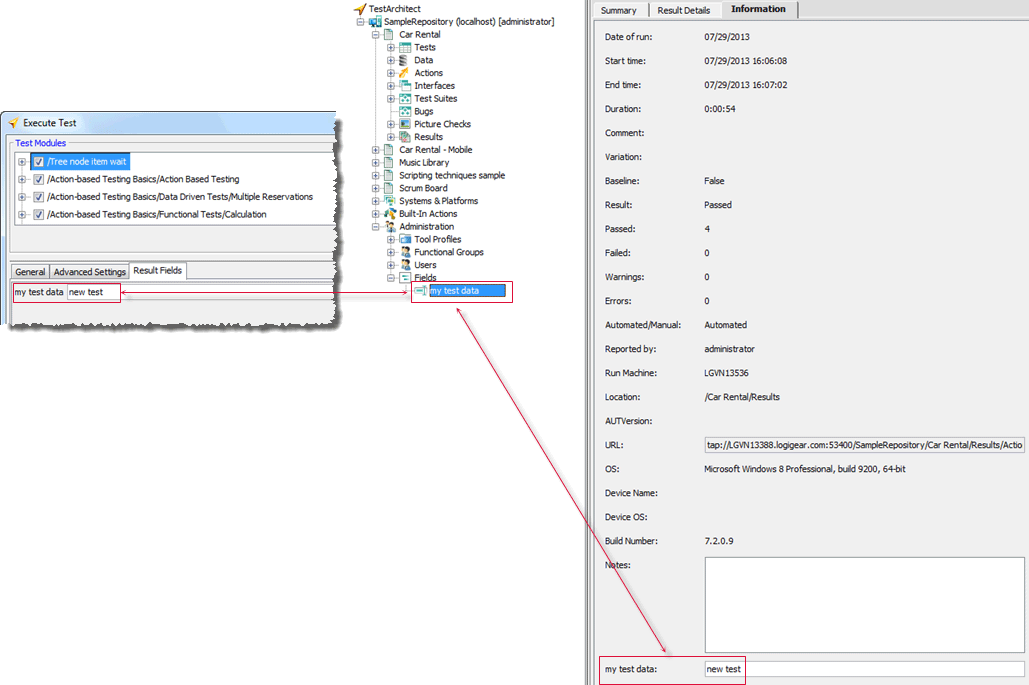 Execute Test
Test Modules
/Tree node item wait
/Action-based Testing Basics/Action Based Testing
/Action-based Testing Basics/Data Driven Tests/Multiple Reservations
/Action-based Testing Basics/Functional Tests/Calculation
General Advanced Settings Result Fields
my test data new test
TestArchitect
SampleRepository (localhost) [administrator]
Car Rental
Tests
Data
Actions
Interfaces
Test Suites
Bugs
Picture Checks
Results
Car Rental - Mobile
Music Library
Scripting techniques sample
Scrum Board
Systems & Platforms
Built-In Actions
Administration
Tool Profiles
Functional Groups
Users
Fields
my test data
Summary Result Details Information
Date of run: 07/29/2013
Start time: 07/29/2013 16:06:08
End time: 07/29/2013 16:07:02
Duration: 0:00:54
Comment:
Variation:
Baseline: False
Result: Passed
Passed: 4
Failed: 0
Warnings: 0
Errors: 0
Automated/Manual: Automated
Reported by: administrator
Run Machine: LGVN13536
Location: /Car Rental/Results
AUTVersion:
URL: tap://LGVN13388.logigear.com:53400/SampleRepository/Car Rental/Results/Actio
OS: Microsoft Windows 8 Professional, build 9200, 64-bit
Device Name:
Device OS:
Build Number: 7.2.0.9
Notes:
my test data: new test